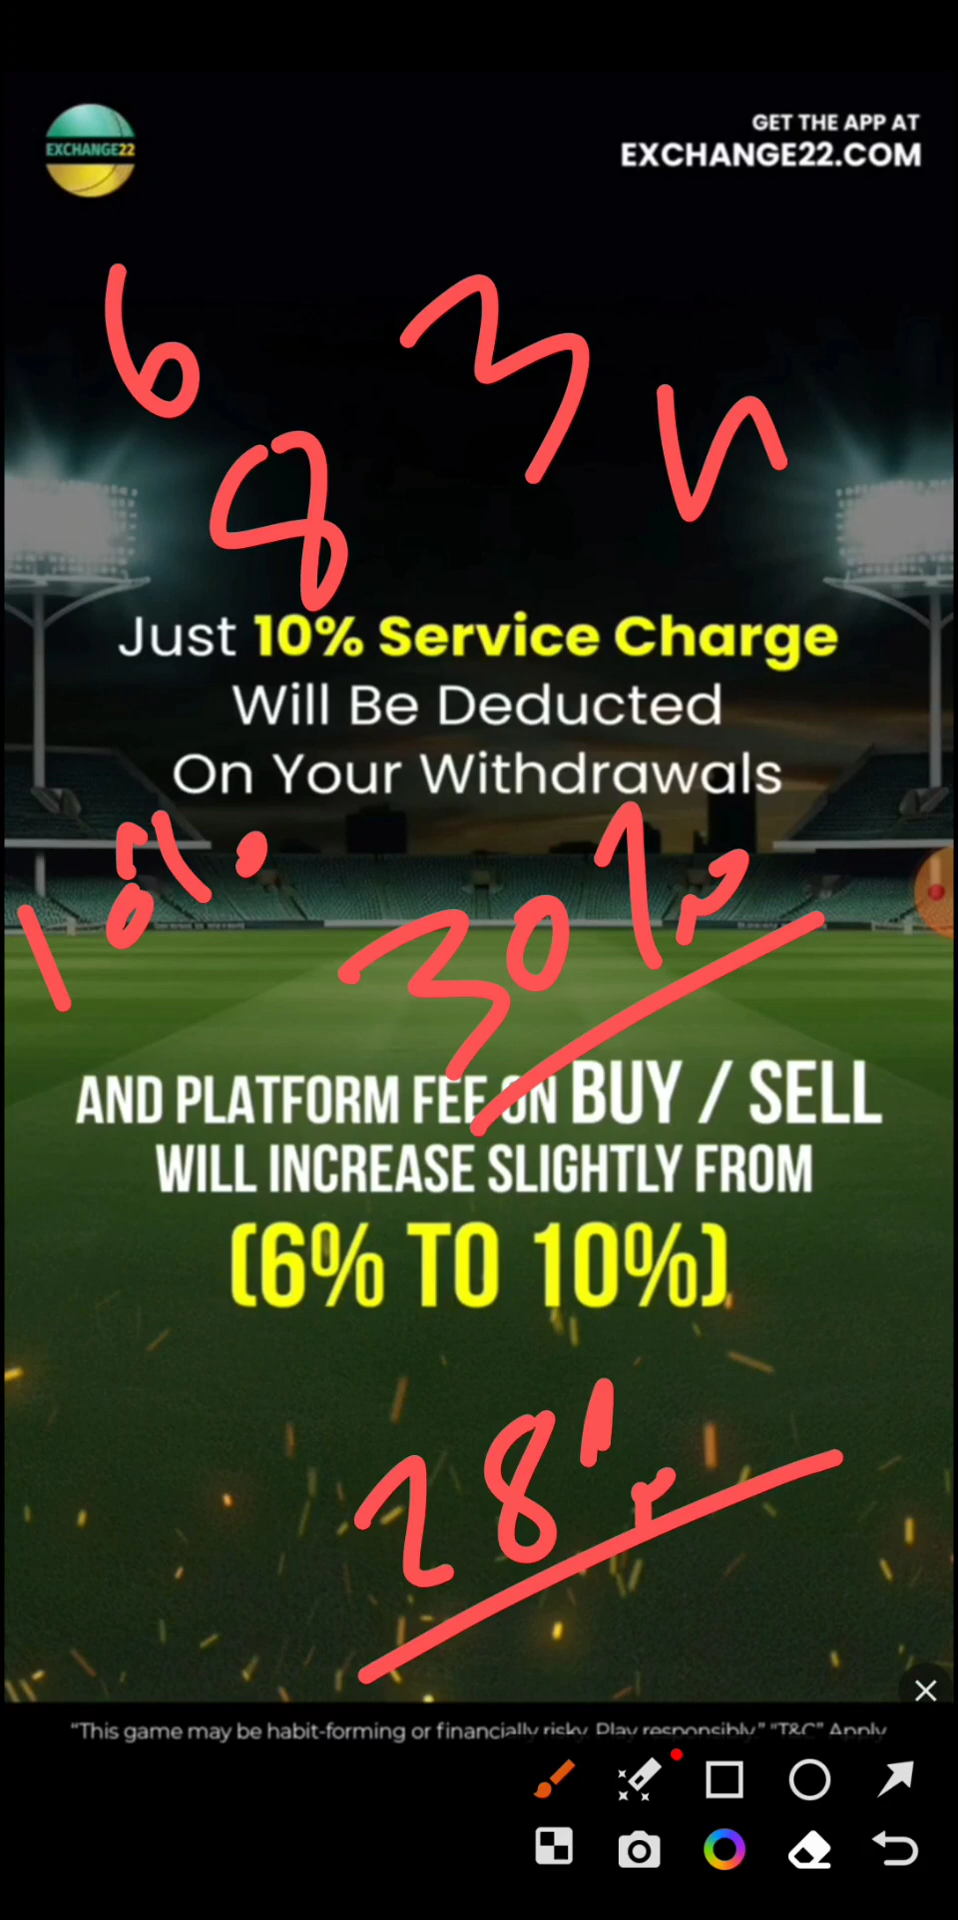 EXCHANGE22
GET THE APP AT
EXCHANGE22.COM
6
3
8
Just 10% Service Charge
Will Be Deducted
On Your Withdrawals
10%
30%
AND PLATFORM FEE ON BUY / SELL
WILL INCREASE SLIGHTLY FROM
(6% TO 10%)
28%
"This game may be habit-forming or financially risky. Play responsibly." "T&C" Apply